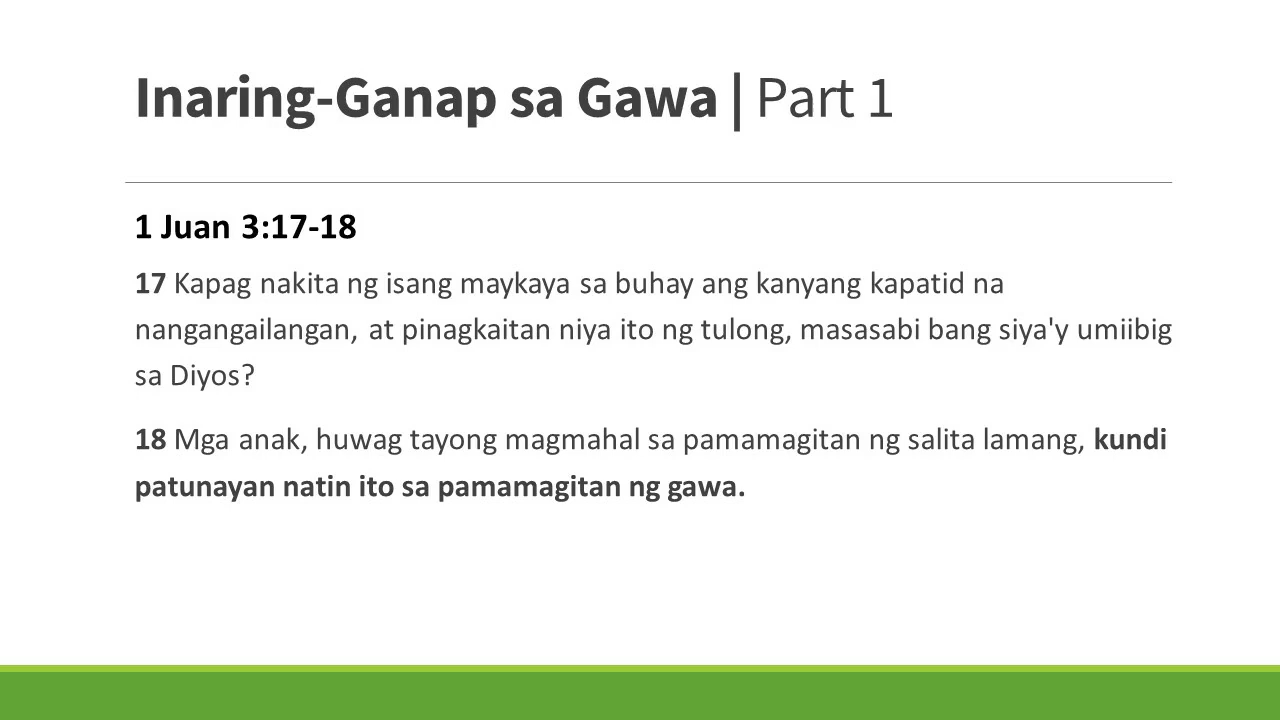 Inaring-Ganap sa Gawa | Part 1
1 Juan 3:17-18
17 Kapag nakita ng isang maykaya sa buhay ang kanyang kapatid na
nangangailangan, at pinagkaitan niya ito ng tulong, masasabi bang siya'y umiibig
sa Diyos?
18 Mga anak, huwag tayong magmahal sa pamamagitan ng salita lamang, kundi
patunayan natin ito sa pamamagitan ng gawa.